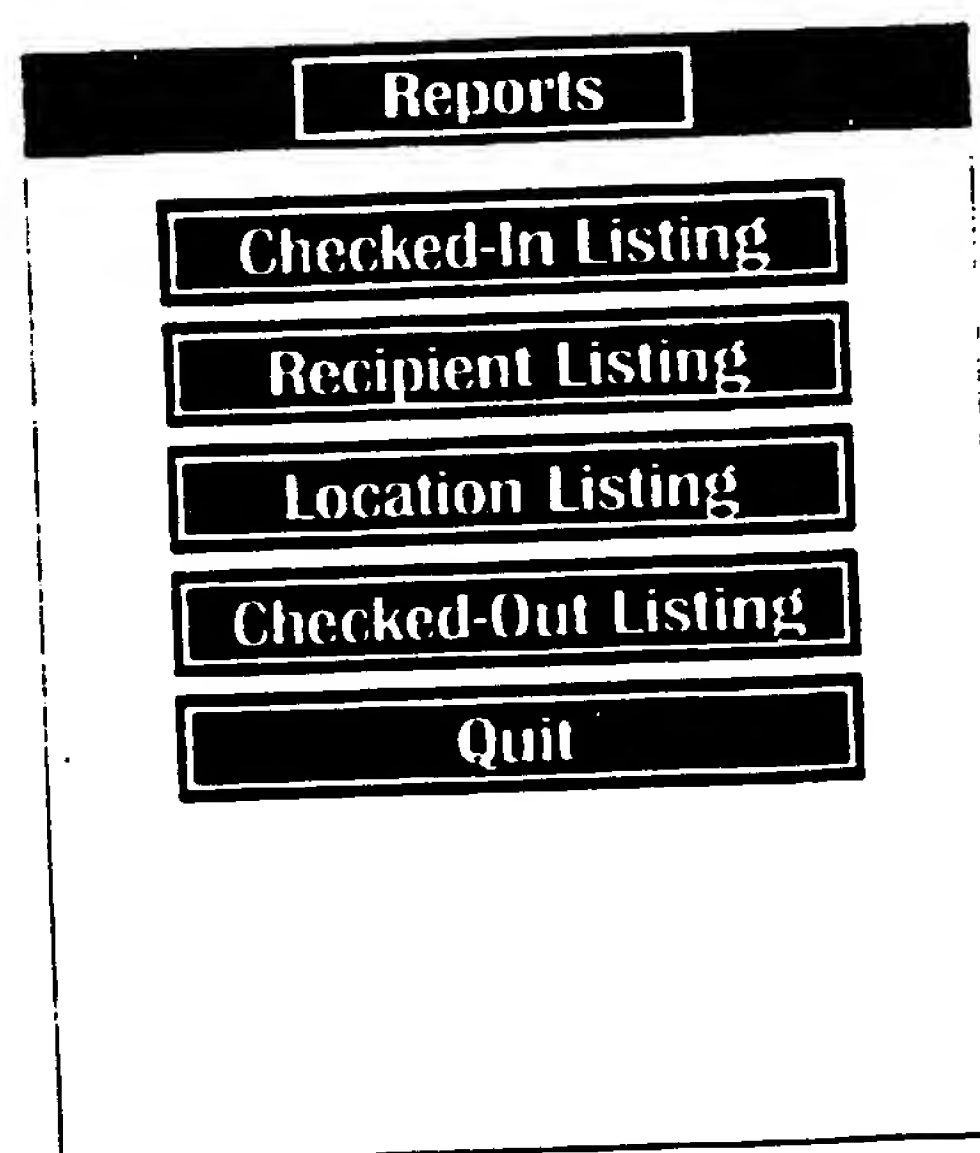 Reports
Checked-In Listing
Recipient Listing
Location Listing
Checked-Out Listing
Quit